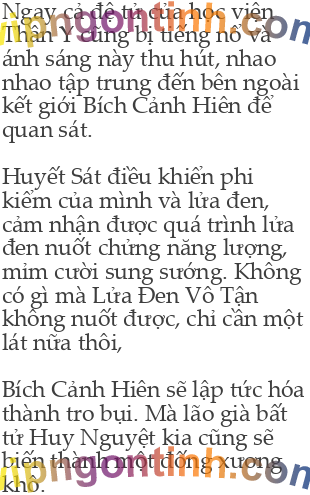 Ngay cả đệ tử của học viện
Thần Y cũng bị tiếng nổ và
ánh sáng này thu hút, nhao
nhao tập trung đến bên ngoài
kết giới Bích Cảnh Hiên để
quan sát.
Huyết Sát điều khiển phi
kiếm của mình và lửa đen,
cảm nhận được quá trình lửa
đen nuốt chửng năng lượng,
mỉm cười sung sướng. Không
có gì mà Lửa Đen Vô Tận
không nuốt được, chỉ cần một
lát nữa thôi,
Bích Cảnh Hiên sẽ lập tức hóa
thành tro bụi. Mà lão già bất
tử Huy Nguyệt kia cũng sẽ
biến thành một đống xương
khô.
vipngontinh.com
vipngontinh.com